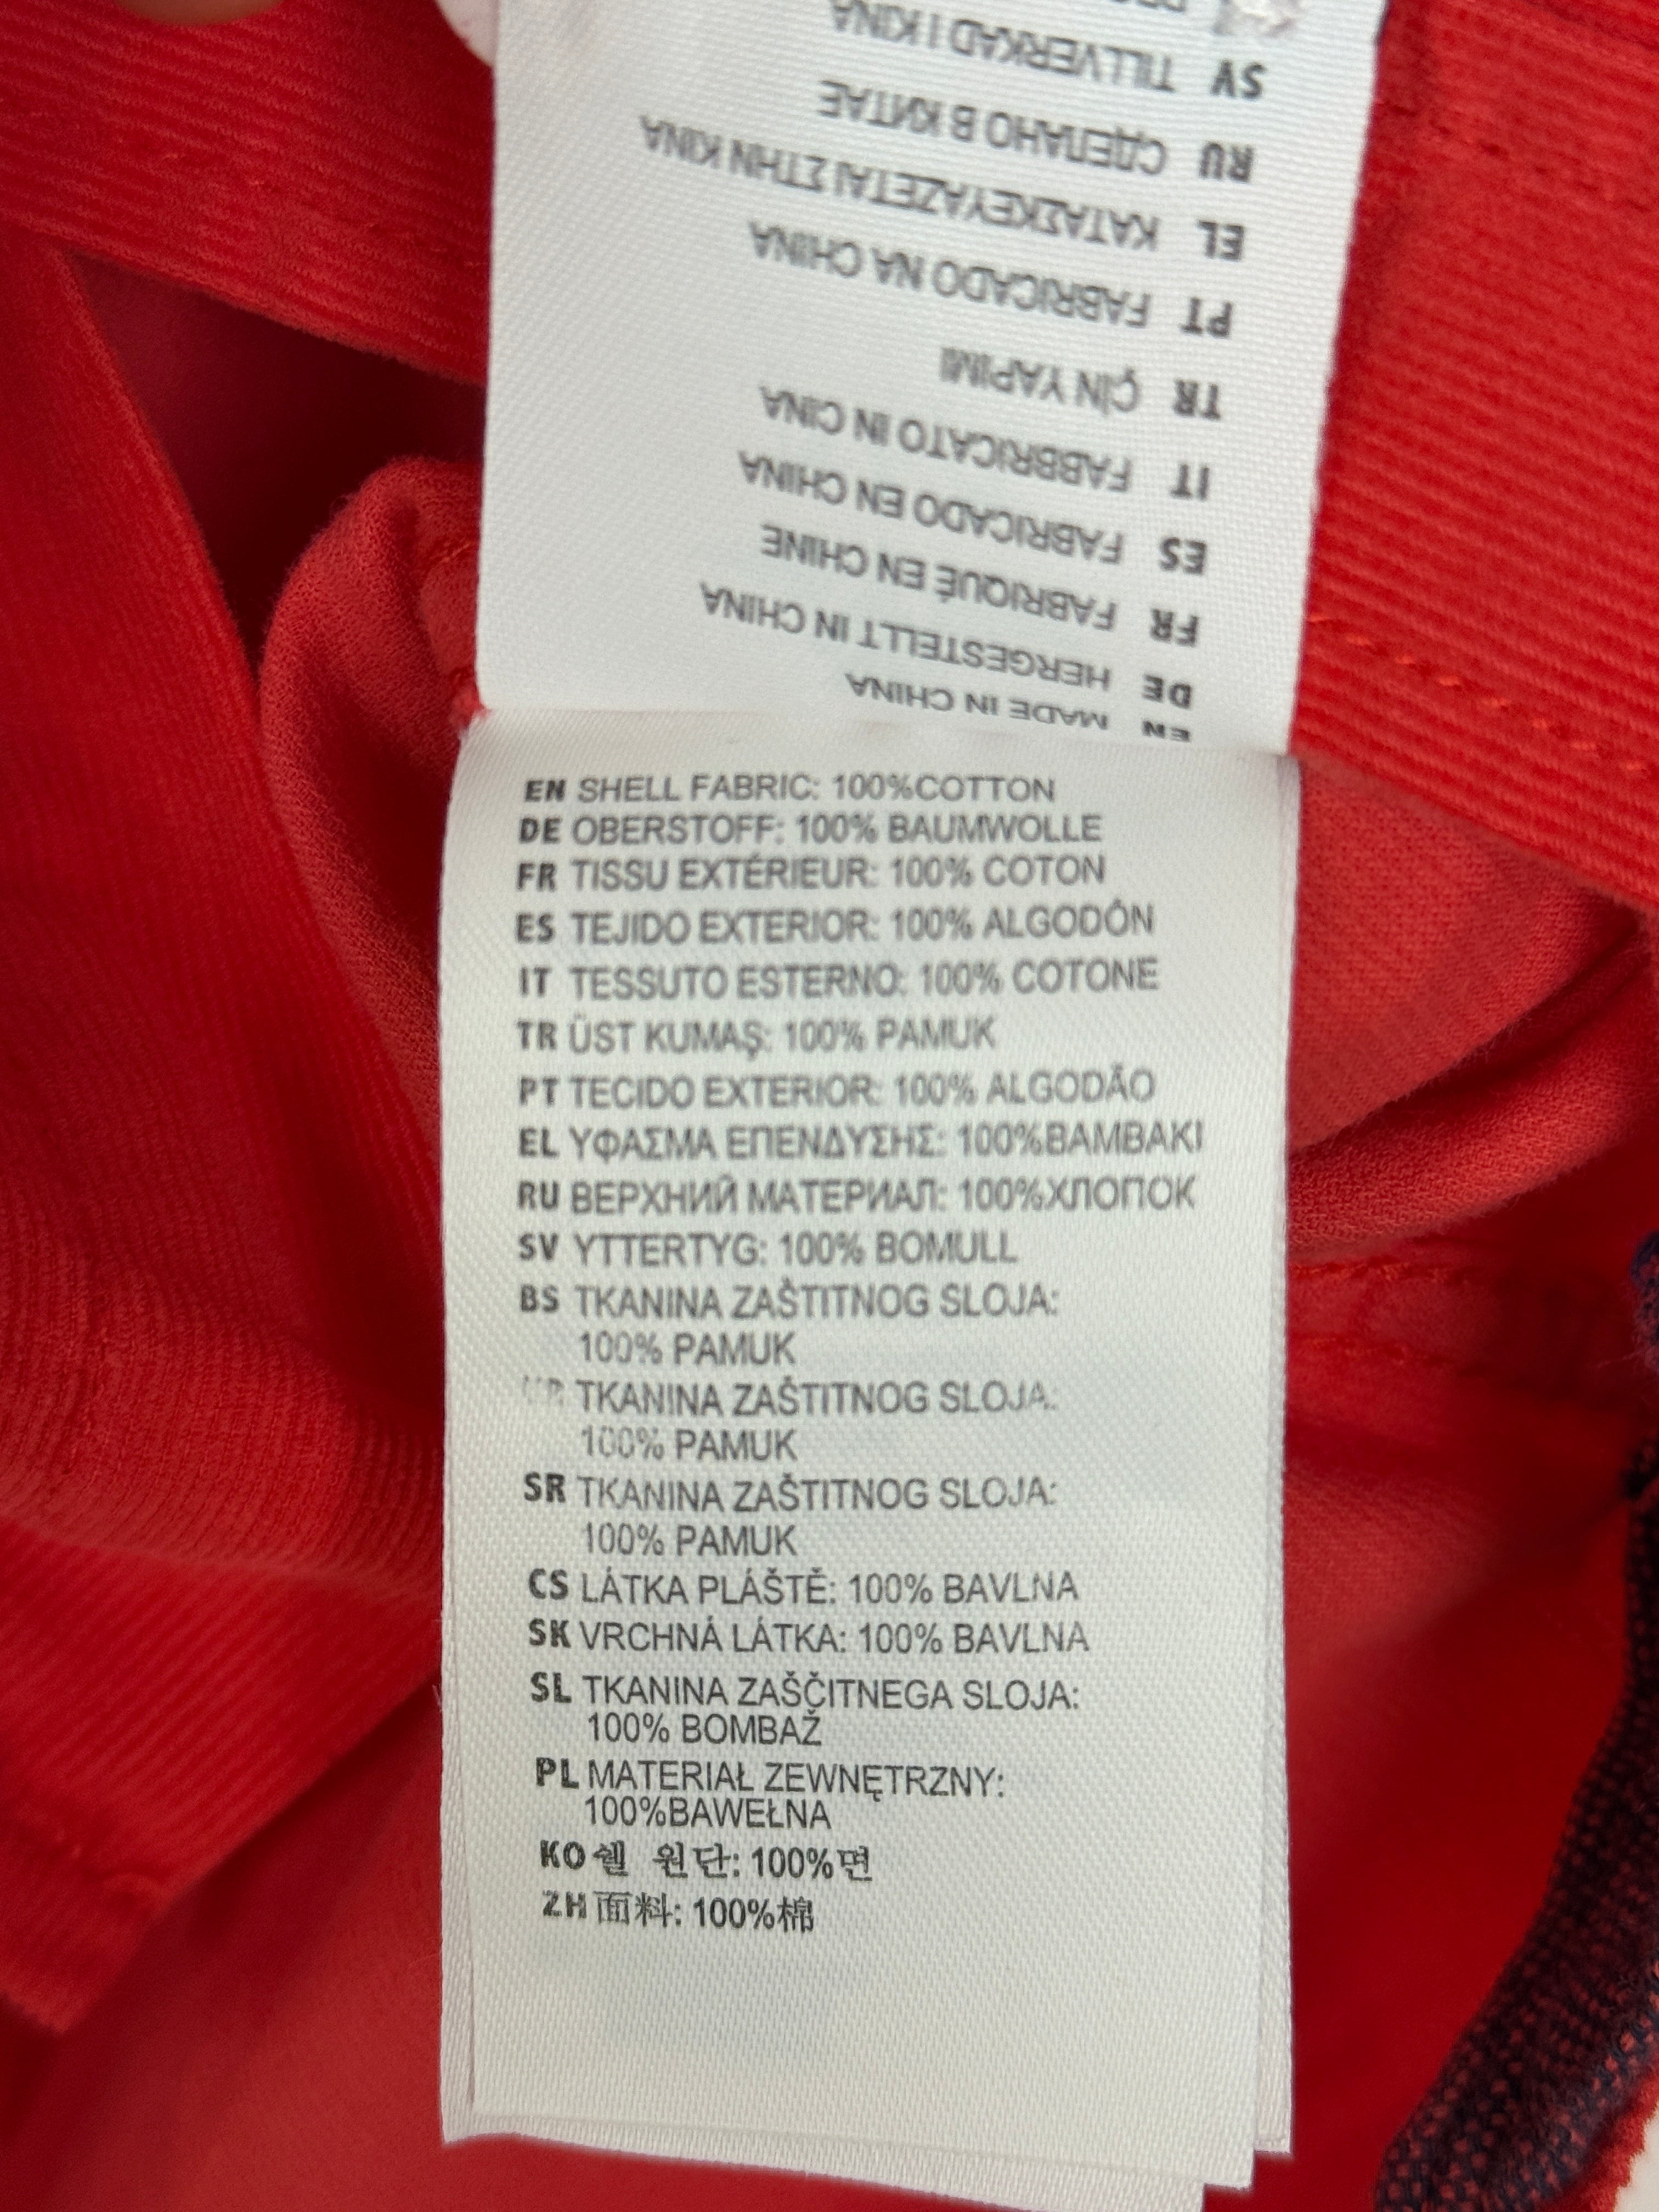 SV TILLVERKAD I KINA
RU СДЕЛАНО В КИТАЕ
EL ΚΑΤΑΣΚΕΥΑΖΕΤΑΙ ΣΤΗΝ ΚΙΝΑ
PT FABRICADO NA CHINA
TR ÇİN YAPIMI
IT FABBRICATO IN CINA
ES FABRICADO EN CHINA
FR FABRIQUÉ EN CHINE
DE HERGESTELLT IN CHINA
EN MADE IN CHINA
EN SHELL FABRIC: 100%COTTON
DE OBERSTOFF: 100% BAUMWOLLE
FR TISSU EXTÉRIEUR: 100% COTON
ES TEJIDO EXTERIOR: 100% ALGODÓN
IT TESSUTO ESTERNO: 100% COTONE
TR ÜST KUMAŞ: 100% PAMUK
PT TECIDO EXTERIOR: 100% ALGODÃO
EL ΥΦΑΣΜΑ ΕΠΕΝΔΥΣΗΣ: 100%ΒΑΜΒΑΚΙ
RU ВЕРХНИЙ МАТЕРИАЛ: 100%ХЛОПОК
SV YTTERTYG: 100% BOMULL
BS TKANINA ZAŠTITNOG SLOJA:
100% PAMUK
TKANINA ZAŠTITNOG SLOJA:
100% PAMUK
SR TKANINA ZAŠTITNOG SLOJA:
100% PAMUK
CS LÁTKA PLÁŠTĚ: 100% BAVLNA
SK VRCHNÁ LÁTKA: 100% BAVLNA
SL TKANINA ZAŠČITNEGA SLOJA:
100% BOMBAŽ
PL MATERIAŁ ZEWNĘTRZNY:
100%BAWEŁNA
KO 쉘 원단: 100%면
ZH 面料: 100%棉